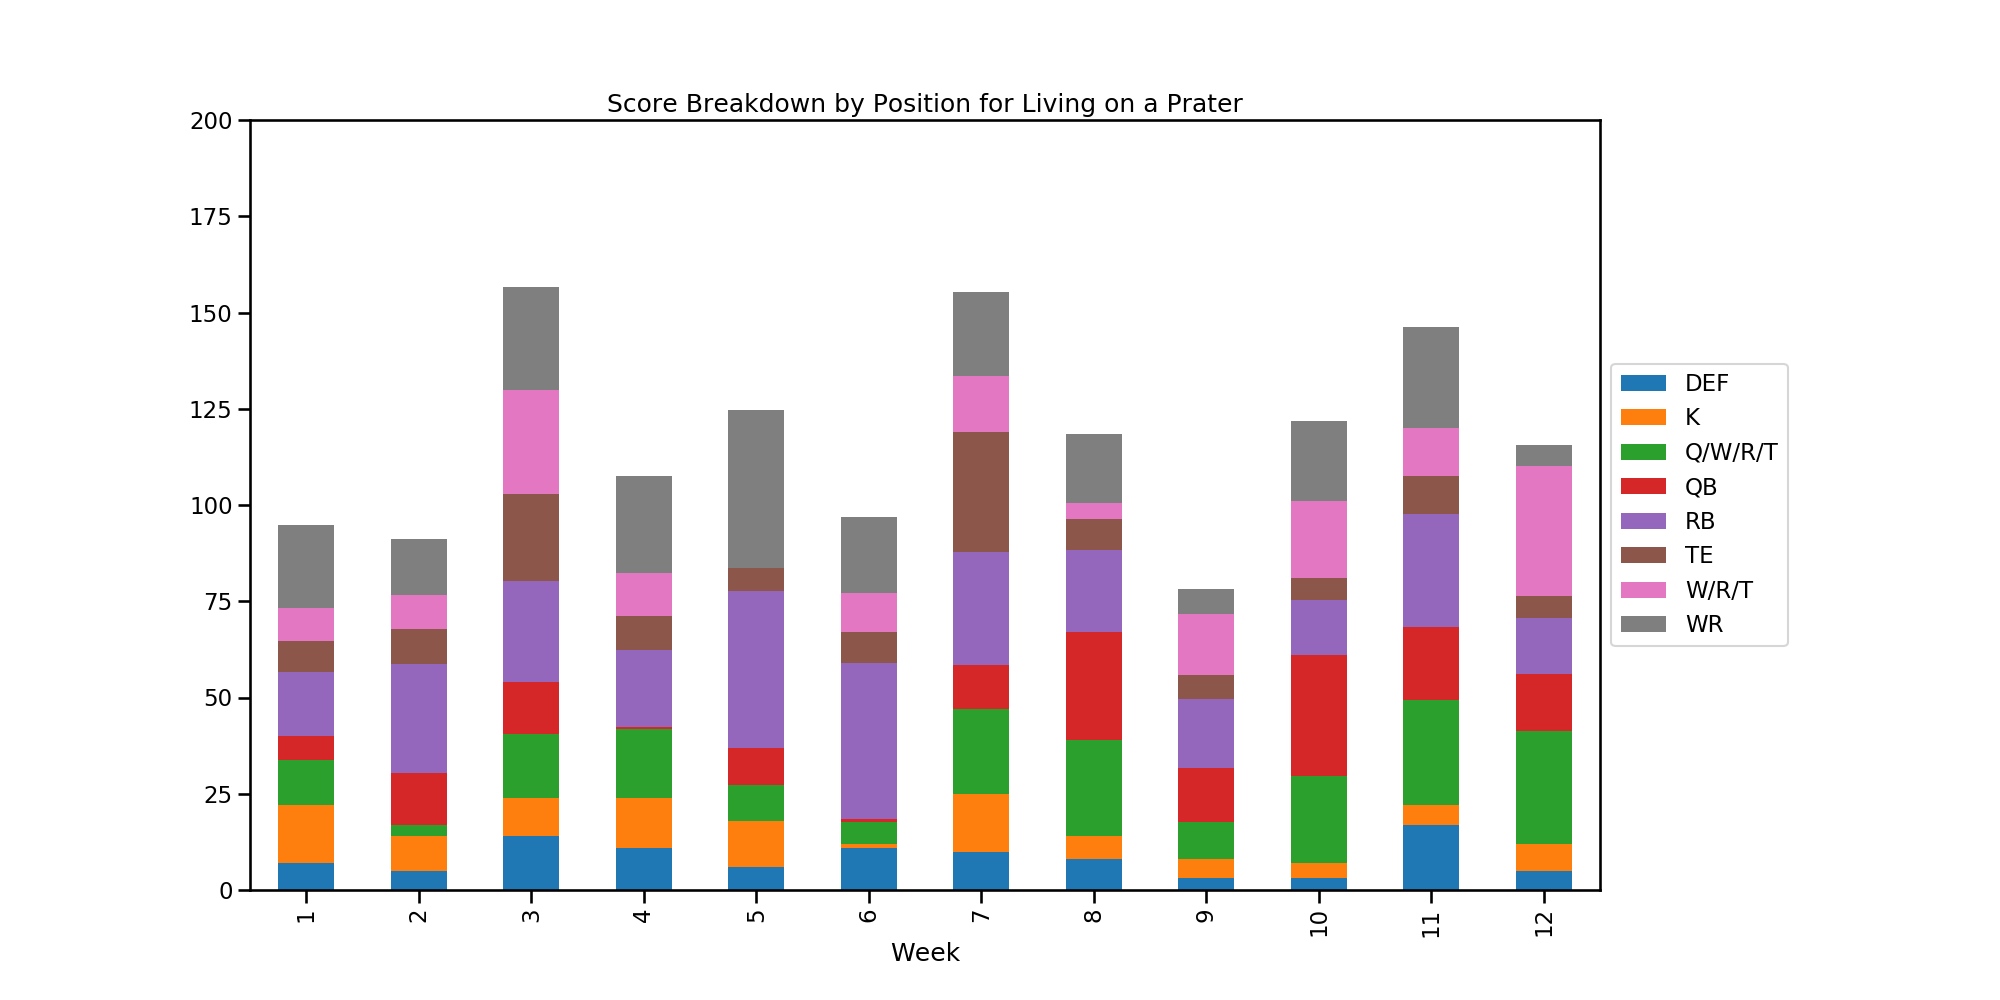 Score Breakdown by Position for Living on a Prater
200
175
150
125
100
75
50
25
0
1 2 3 4 5 6 7 8 9 10 11 12
Week
DEF
K
Q/W/R/T
QB
RB
TE
W/R/T
WR